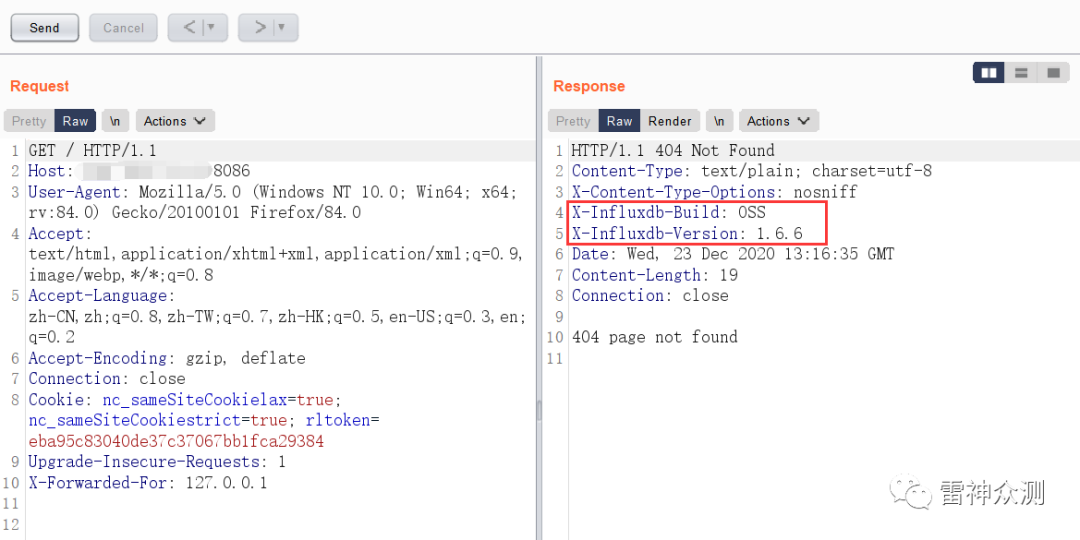 Send
Cancel
< ▼
> ▼
Request
Pretty Raw \n Actions
1 GET / HTTP/1.1
2 Host: 8086
3 User-Agent: Mozilla/5.0 (Windows NT 10.0; Win64; x64;
rv:84.0) Gecko/20100101 Firefox/84.0
4 Accept:
text/html,application/xhtml+xml,application/xml;q=0.9,
image/webp,*/*;q=0.8
5 Accept-Language:
zh-CN,zh;q=0.8,zh-TW;q=0.7,zh-HK;q=0.5,en-US;q=0.3,en;
q=0.2
6 Accept-Encoding: gzip, deflate
7 Connection: close
8 Cookie: nc_sameSiteCookielax=true;
nc_sameSiteCookiestrict=true; rltoken=
eba95c83040de37c37067bb1fca29384
9 Upgrade-Insecure-Requests: 1
10 X-Forwarded-For: 127.0.0.1
11
12
Response
Pretty Raw Render \n Actions
1 HTTP/1.1 404 Not Found
2 Content-Type: text/plain; charset=utf-8
3 X-Content-Type-Options: nosniff
4 X-Influxdb-Build: OSS
5 X-Influxdb-Version: 1.6.6
6 Date: Wed, 23 Dec 2020 13:16:35 GMT
7 Content-Length: 19
8 Connection: close
9
10 404 page not found
11
雷神众测